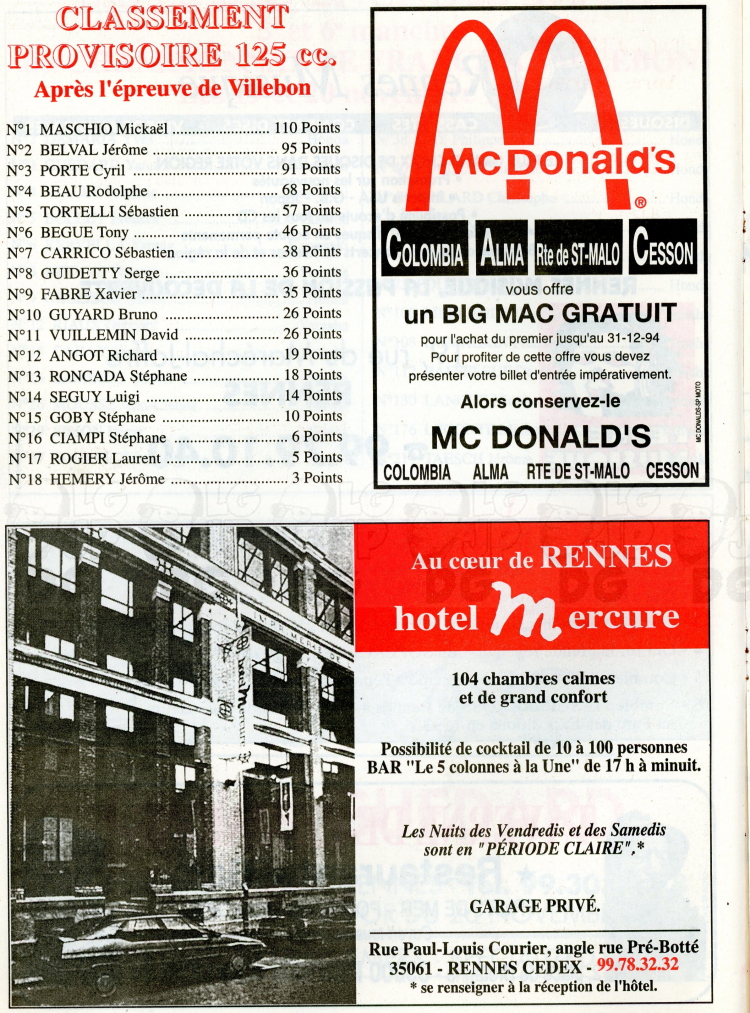 CLASSEMENT
PROVISOIRE 125 cc.
Après l'épreuve de Villebon
N°1 MASCHIO Mickaël ........................ 110 Points
N°2 BELVAL Jérôme ............................ 95 Points
N°3 PORTE Cyril .................................. 91 Points
N°4 BEAU Rodolphe ............................ 68 Points
N°5 TORTELLI Sébastien ..................... 57 Points
N°6 BEGUE Tony ................................. 46 Points
N°7 CARRICO Sébastien ...................... 38 Points
N°8 GUIDETTY Serge .......................... 36 Points
N°9 FABRE Xavier .............................. 35 Points
N°10 GUYARD Bruno .......................... 26 Points
N°11 VUILLEMIN David ..................... 26 Points
N°12 ANGOT Richard ......................... 19 Points
N°13 RONCADA Stéphane .................. 18 Points
N°14 SEGUY Luigi .............................. 14 Points
N°15 GOBY Stéphane .......................... 10 Points
N°16 CIAMPI Stéphane ......................... 6 Points
N°17 ROGIER Laurent ........................... 5 Points
N°18 HEMERY Jérôme .......................... 3 Points
McDonald's
®
COLOMBIA ALMA Rte de ST-MALO CESSON
vous offre
un BIG MAC GRATUIT
pour l'achat du premier jusqu'au 31-12-94
Pour profiter de cette offre vous devez
présenter votre billet d'entrée impérativement.
Alors conservez-le
MC DONALD'S
COLOMBIA ALMA RTE DE ST-MALO CESSON
MC DONALDS-SP MOTO
IMPRIMERIE DE
hotel Mercure
Au cœur de RENNES
hotel Mercure
104 chambres calmes
et de grand confort
Possibilité de cocktail de 10 à 100 personnes
BAR "Le 5 colonnes à la Une" de 17 h à minuit.
Les Nuits des Vendredis et des Samedis
sont en "PÉRIODE CLAIRE".*
GARAGE PRIVÉ.
Rue Paul-Louis Courier, angle rue Pré-Botté
35061 - RENNES CEDEX - 99.78.32.32
* se renseigner à la réception de l'hôtel.